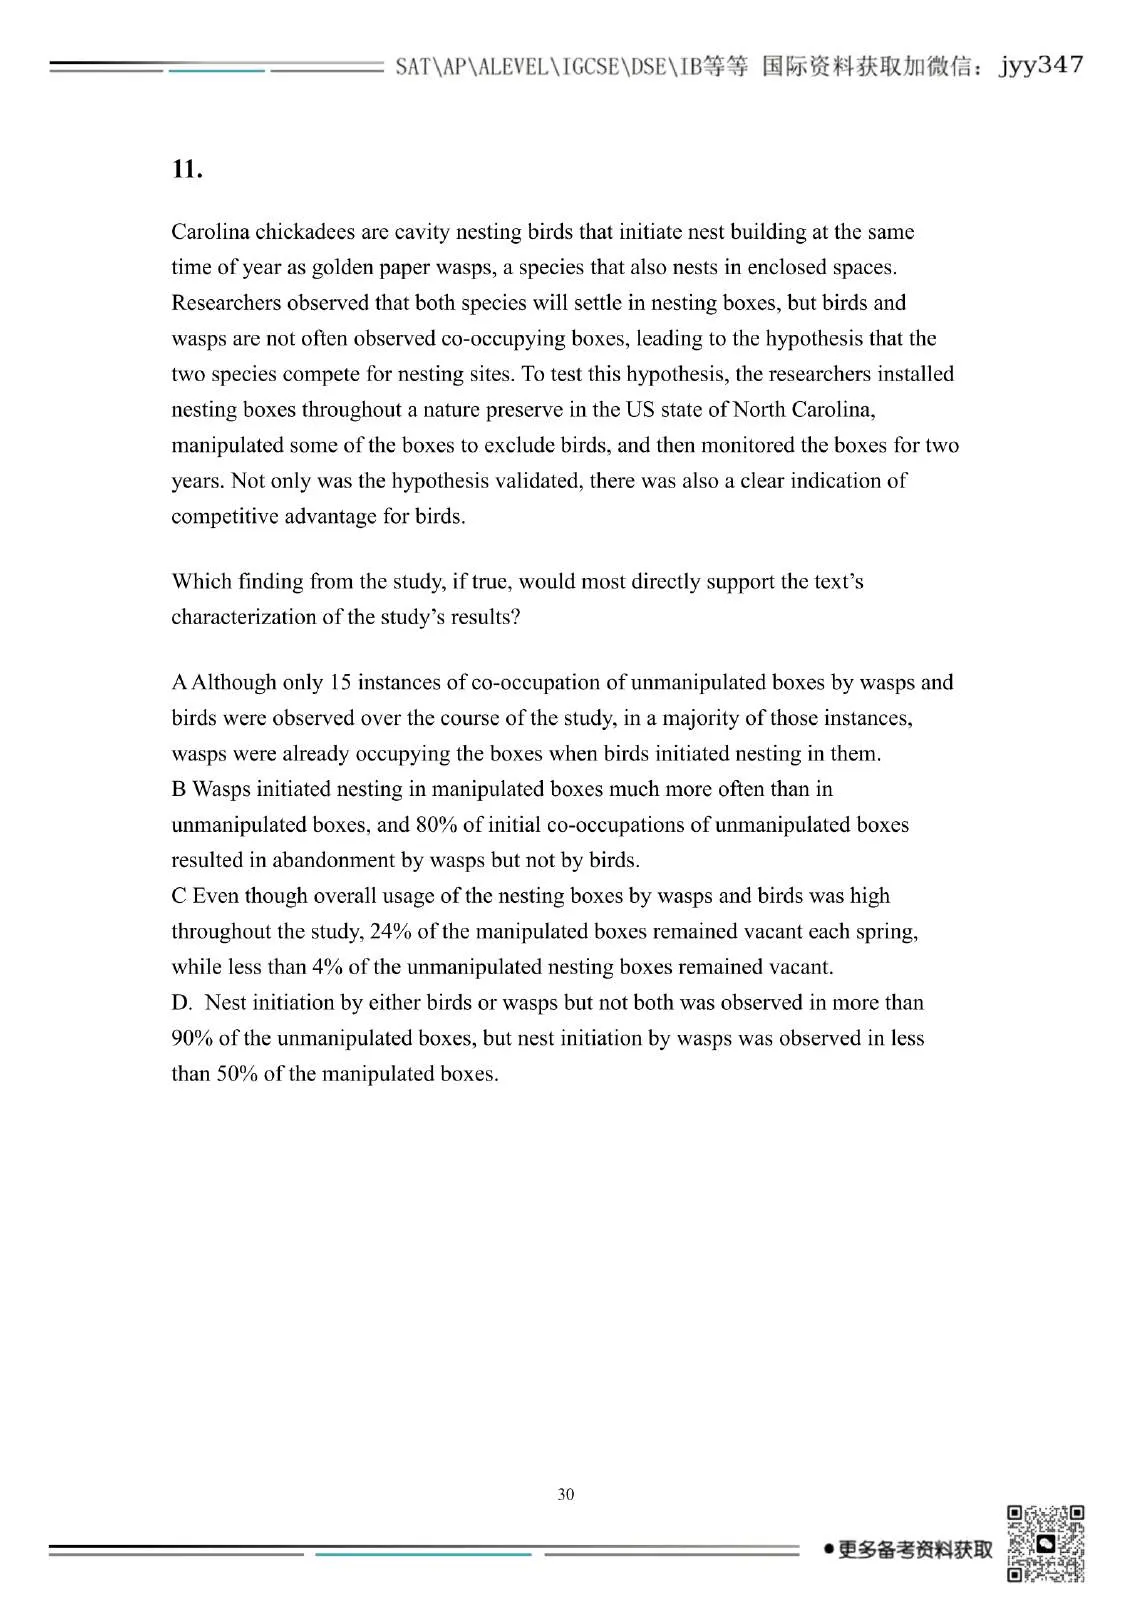 SAT\AP\ALEVEL\IGCSE\DSE\IB等等 国际资料获取加微信： jyy347
11.
Carolina chickadees are cavity nesting birds that initiate nest building at the same
time of year as golden paper wasps, a species that also nests in enclosed spaces.
Researchers observed that both species will settle in nesting boxes, but birds and
wasps are not often observed co-occupying boxes, leading to the hypothesis that the
two species compete for nesting sites. To test this hypothesis, the researchers installed
nesting boxes throughout a nature preserve in the US state of North Carolina,
manipulated some of the boxes to exclude birds, and then monitored the boxes for two
years. Not only was the hypothesis validated, there was also a clear indication of
competitive advantage for birds.
Which finding from the study, if true, would most directly support the text’s
characterization of the study’s results?
A Although only 15 instances of co-occupation of unmanipulated boxes by wasps and
birds were observed over the course of the study, in a majority of those instances,
wasps were already occupying the boxes when birds initiated nesting in them.
B Wasps initiated nesting in manipulated boxes much more often than in
unmanipulated boxes, and 80% of initial co-occupations of unmanipulated boxes
resulted in abandonment by wasps but not by birds.
C Even though overall usage of the nesting boxes by wasps and birds was high
throughout the study, 24% of the manipulated boxes remained vacant each spring,
while less than 4% of the unmanipulated nesting boxes remained vacant.
D.  Nest initiation by either birds or wasps but not both was observed in more than
90% of the unmanipulated boxes, but nest initiation by wasps was observed in less
than 50% of the manipulated boxes.
30
●更多备考资料获取